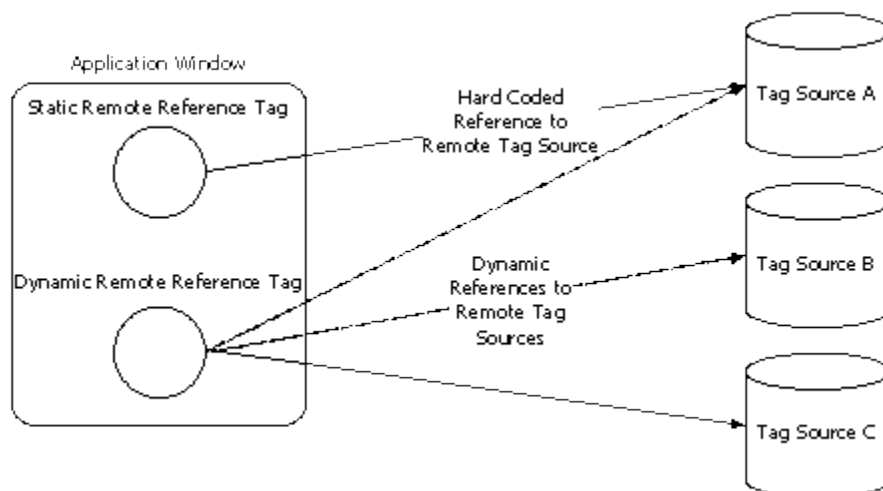 Application Window
Static Remote Reference Tag
Hard Coded
Reference to
Remote Tag Source
Tag Source A
Dynamic Remote Reference Tag
Dynamic
References to
Remote Tag
Sources
Tag Source B
Tag Source C